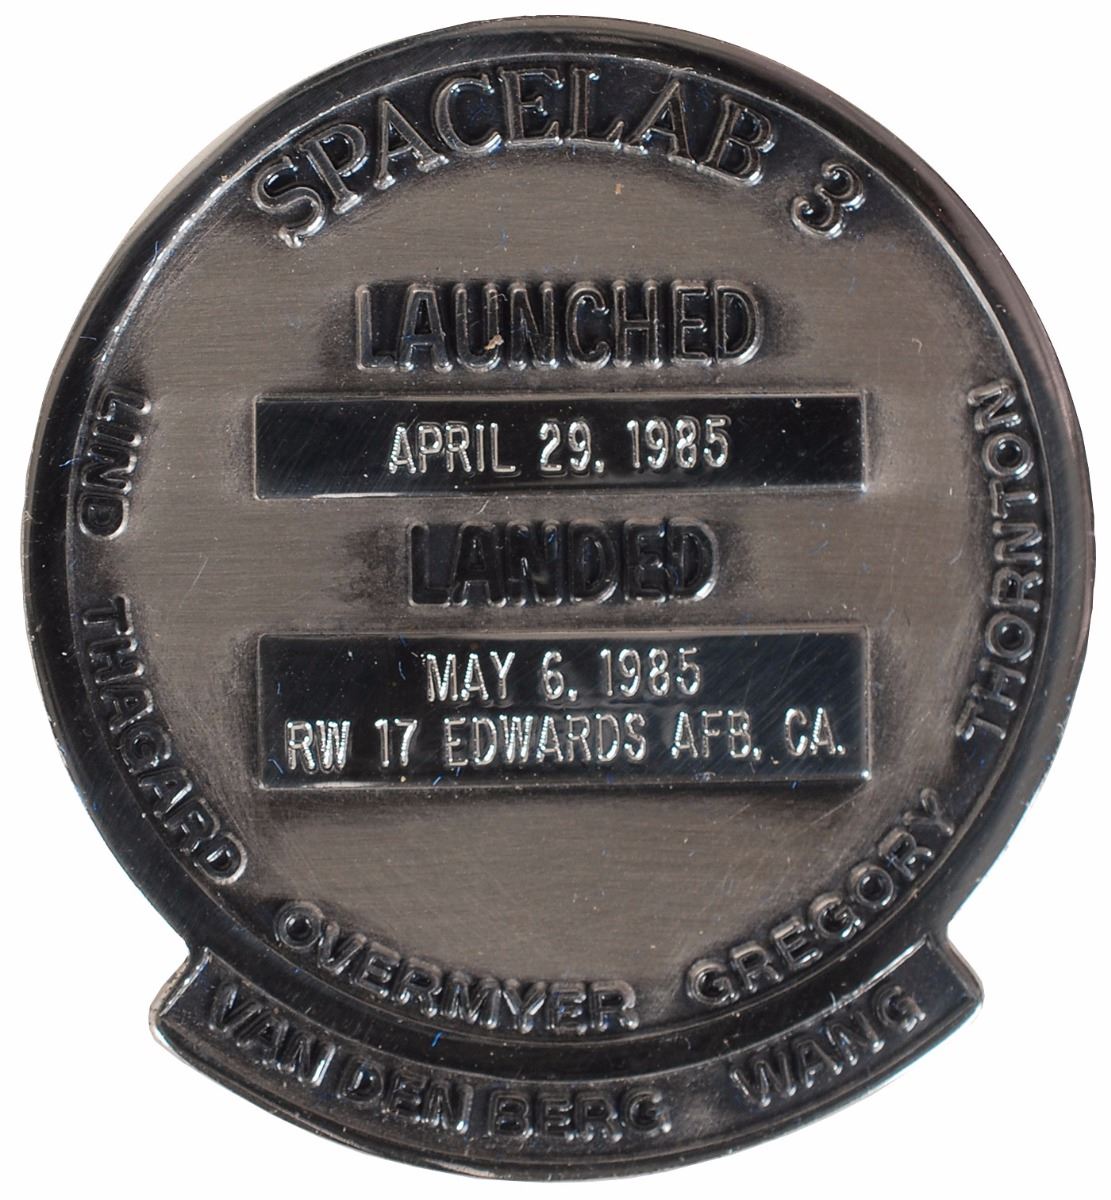 SPACELAB 3
LAUNCHED
APRIL 29, 1985
LANDED
MAY 6, 1985
RW 17 EDWARDS AFB, CA.
LIND THAGARD OVERMYER GREGORY THORNTON
VAN DEN BERG WANG